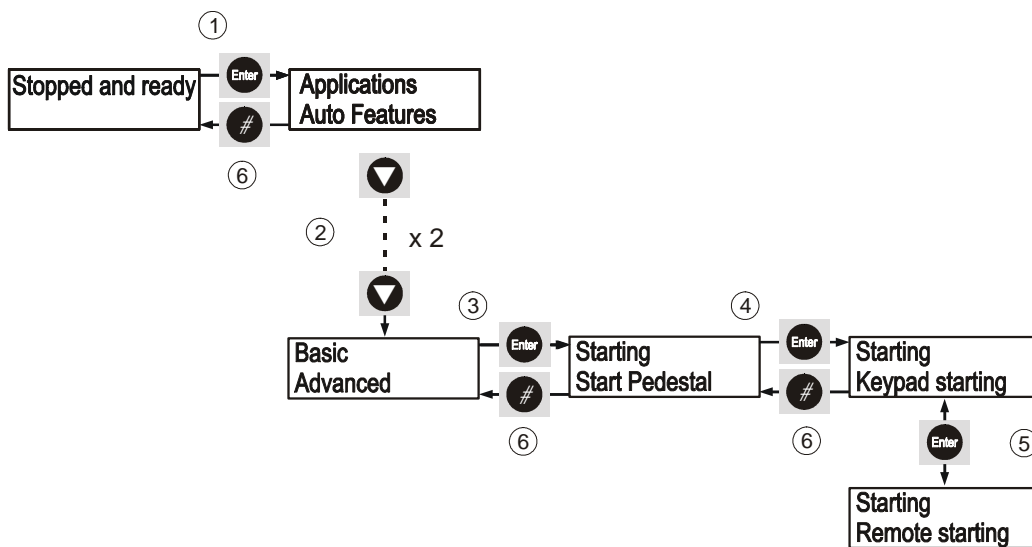 ①
Enter
Stopped and ready
Applications
Auto Features
#
⑥
②
x 2
③
④
Enter
Enter
Basic
Advanced
Starting
Start Pedestal
Starting
Keypad starting
#
#
⑥
⑥
Enter
⑤
Starting
Remote starting